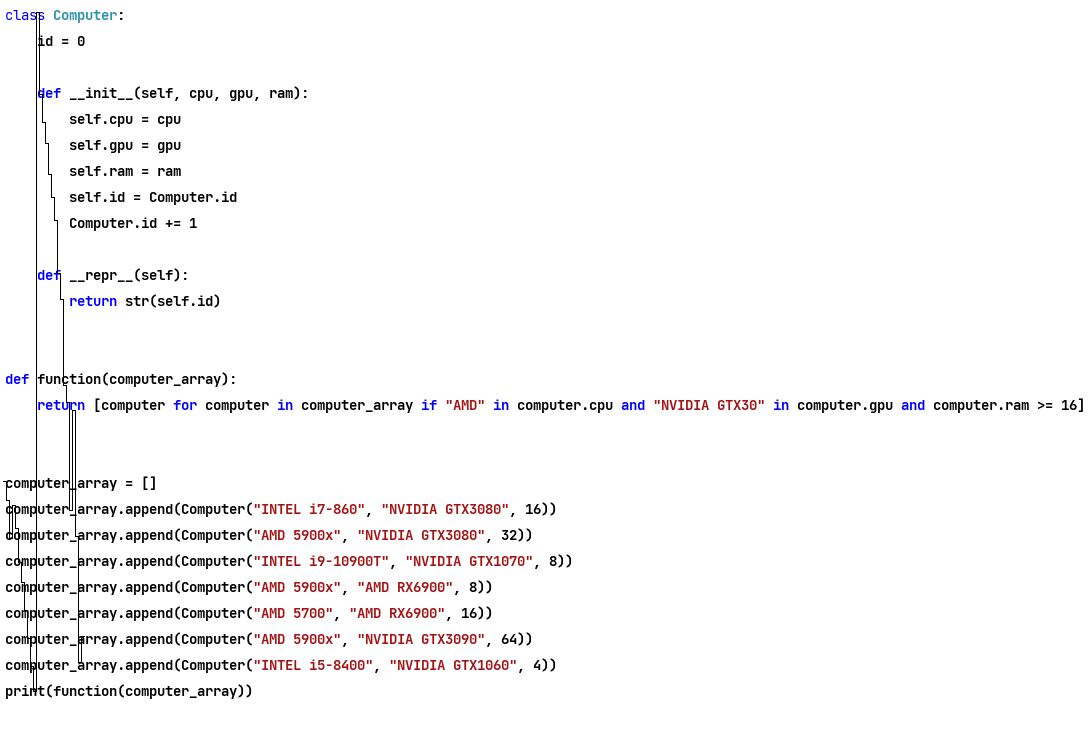 class Computer:
    id = 0
    def __init__(self, cpu, gpu, ram):
        self.cpu = cpu
        self.gpu = gpu
        self.ram = ram
        self.id = Computer.id
        Computer.id += 1
    def __repr__(self):
        return str(self.id)
def function(computer_array):
    return [computer for computer in computer_array if "AMD" in computer.cpu and "NVIDIA GTX30" in computer.gpu and computer.ram >= 16]
computer_array = []
computer_array.append(Computer("INTEL i7-860", "NVIDIA GTX3080", 16))
computer_array.append(Computer("AMD 5900x", "NVIDIA GTX3080", 32))
computer_array.append(Computer("INTEL i9-10900T", "NVIDIA GTX1070", 8))
computer_array.append(Computer("AMD 5900x", "AMD RX6900", 8))
computer_array.append(Computer("AMD 5700", "AMD RX6900", 16))
computer_array.append(Computer("AMD 5900x", "NVIDIA GTX3090", 64))
computer_array.append(Computer("INTEL i5-8400", "NVIDIA GTX1060", 4))
print(function(computer_array))